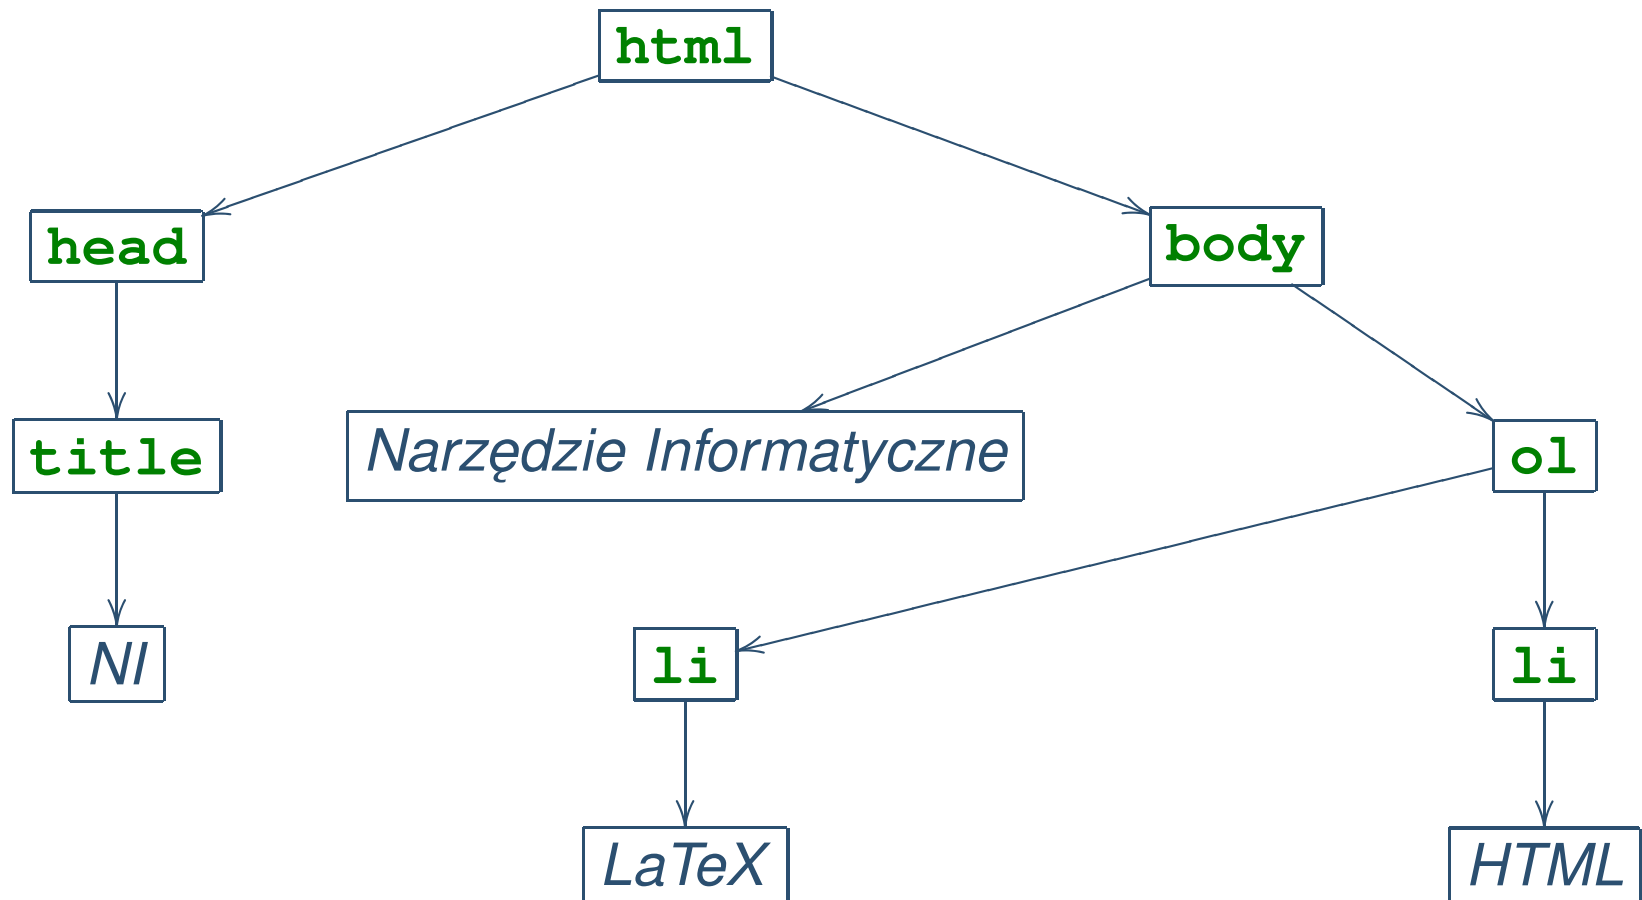 html
head
body
title
Narzędzie Informatyczne
ol
NI
li
li
LaTeX
HTML